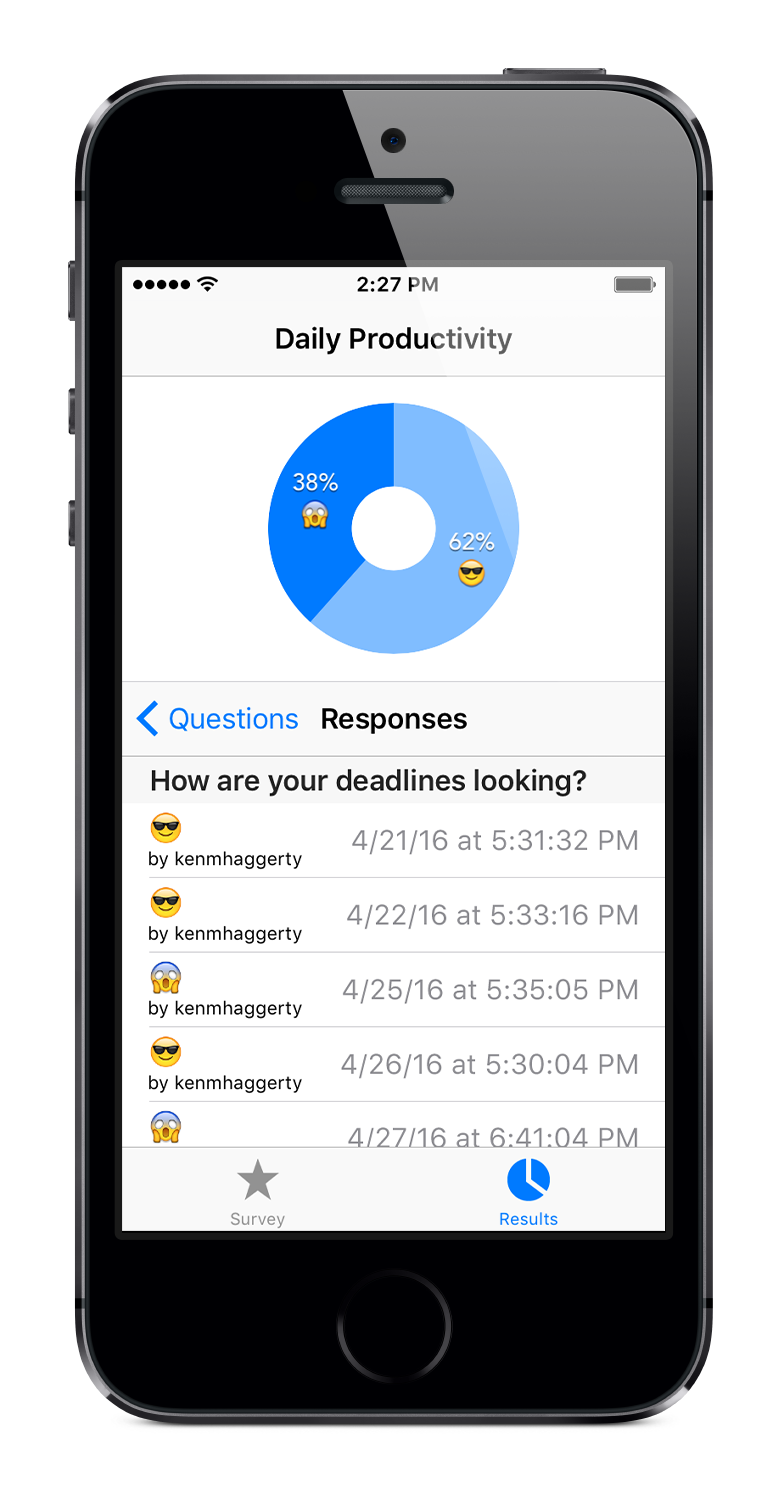 2:27 PM
Daily Productivity
38%
62%
Questions Responses
How are your deadlines looking?
4/21/16 at 5:31:32 PM
by kenmhaggerty
4/22/16 at 5:33:16 PM
by kenmhaggerty
4/25/16 at 5:35:05 PM
by kenmhaggerty
4/26/16 at 5:30:04 PM
by kenmhaggerty
4/27/16 at 6:41:04 PM
Survey Results